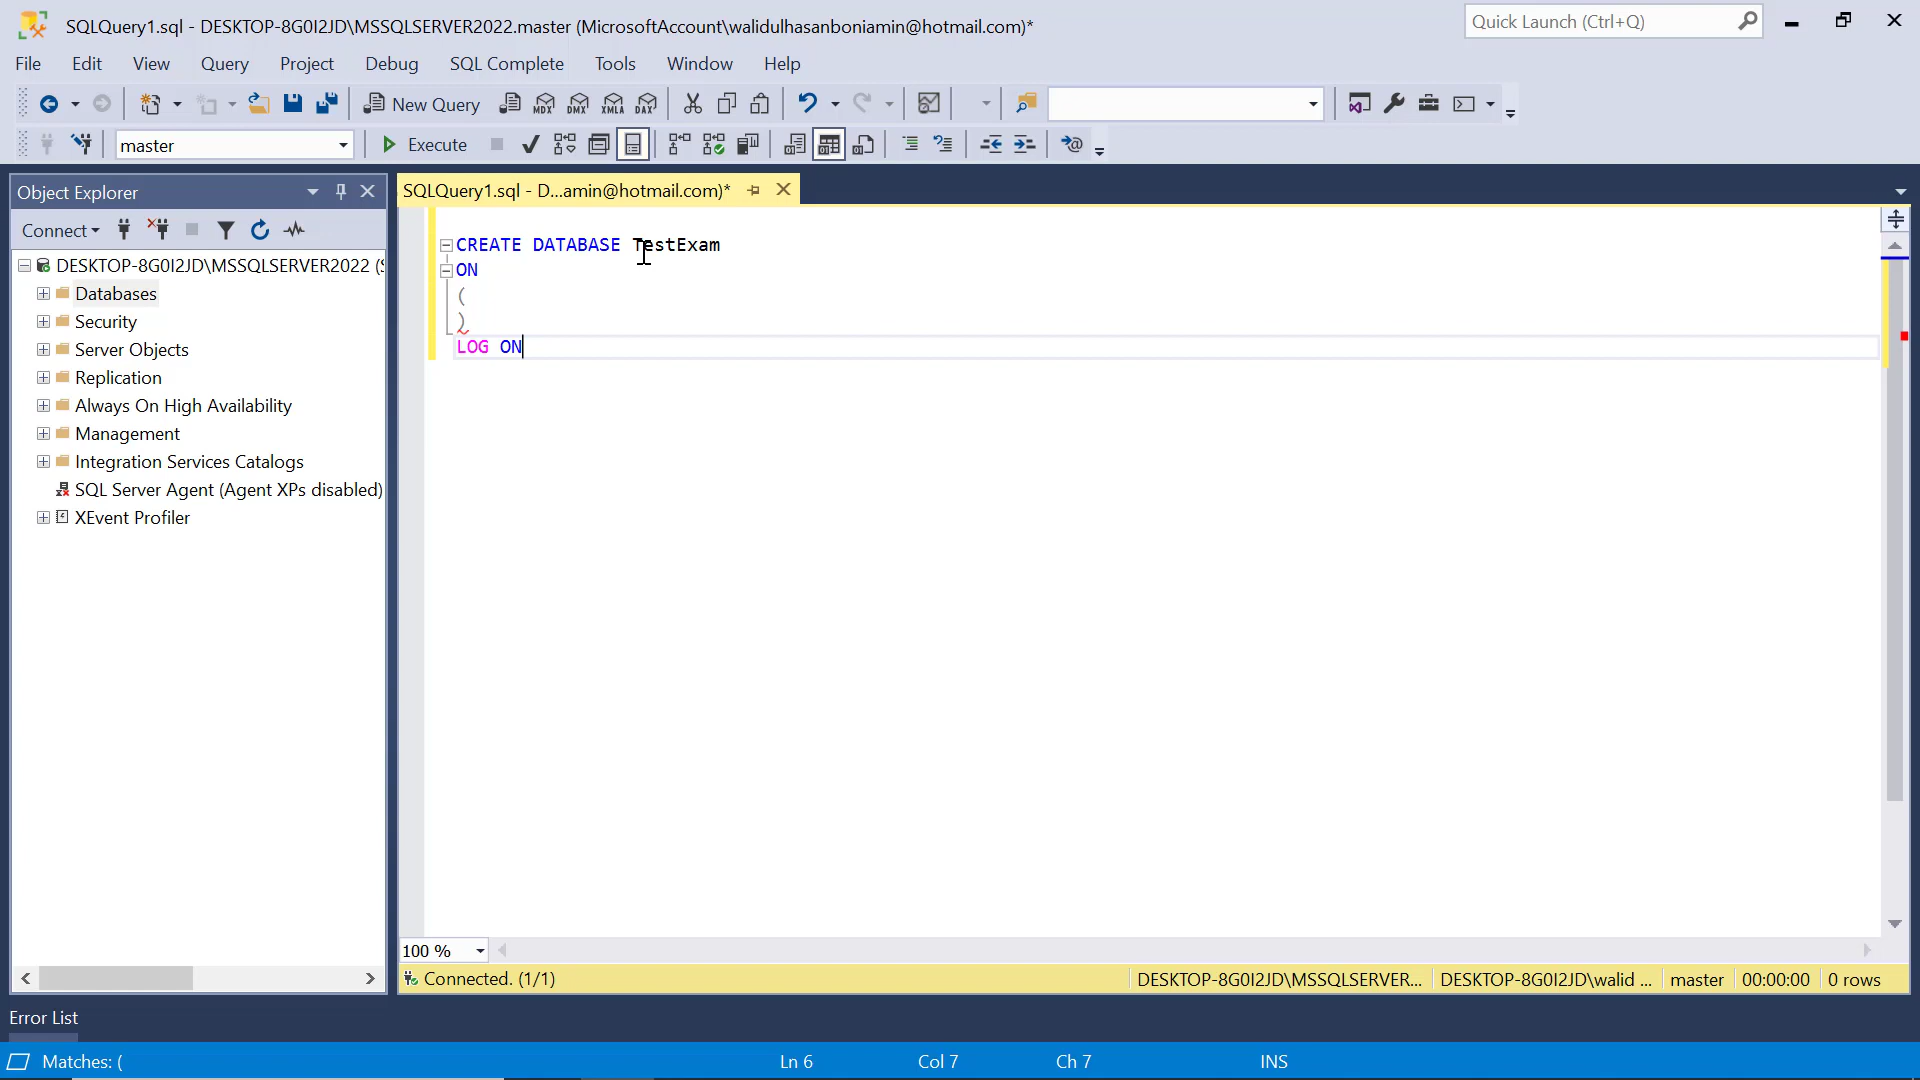 SQLQuery1.sql - DESKTOP-8G0I2JD\MSSQLSERVER2022.master (MicrosoftAccount\walidulhasanboniamin@hotmail.com)*
Quick Launch (Ctrl+Q)
File Edit View Query Project Debug SQL Complete Tools Window Help
New Query MDX DMX XMLA DAX
master
Execute
Object Explorer
SQLQuery1.sql - D...amin@hotmail.com)*
Connect
DESKTOP-8G0I2JD\MSSQLSERVER2022 (S
Databases
Security
Server Objects
Replication
Always On High Availability
Management
Integration Services Catalogs
SQL Server Agent (Agent XPs disabled)
XEvent Profiler
CREATE DATABASE TestExam
ON
(
)
LOG ON
100 %
Connected. (1/1)
DESKTOP-8G0I2JD\MSSQLSERVER... DESKTOP-8G0I2JD\walid ... master 00:00:00 0 rows
Error List
Matches: ( Ln 6 Col 7 Ch 7 INS